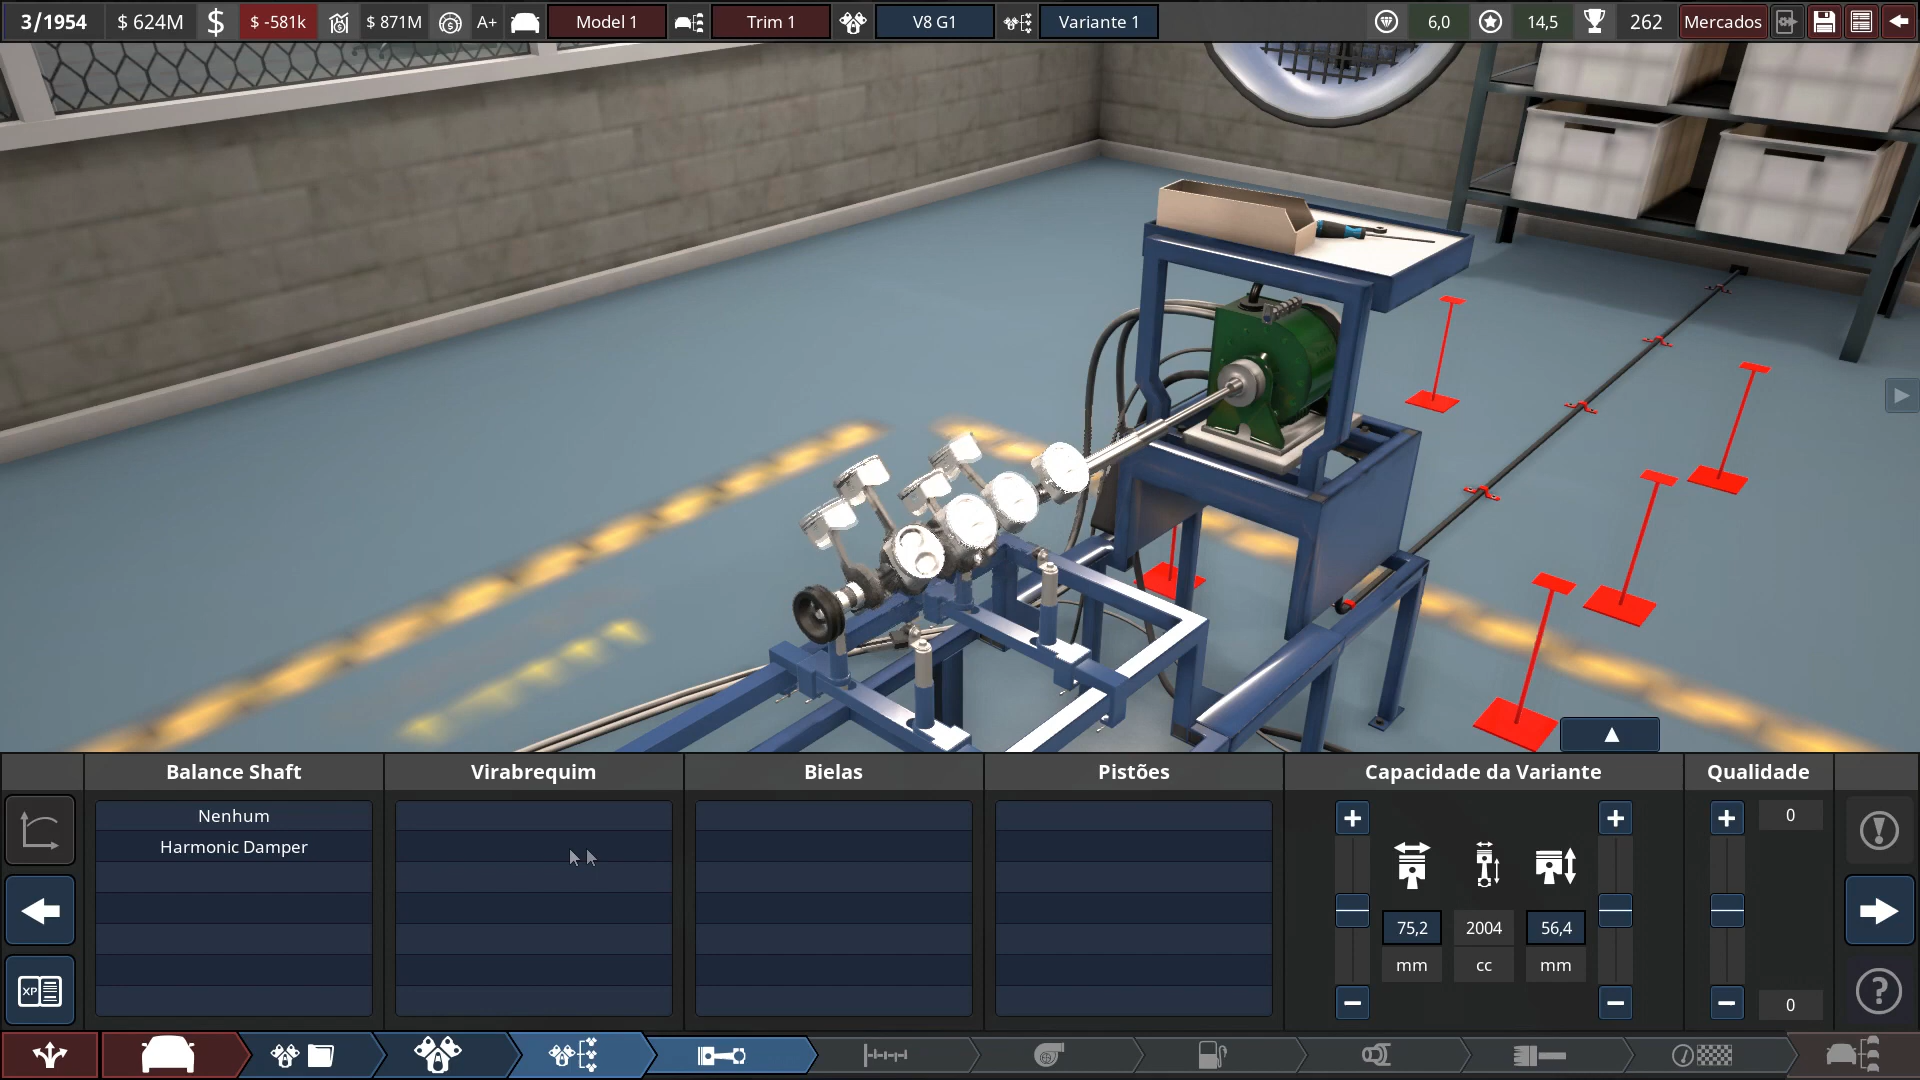 3/1954 $ 624M $ -581k $ 871M A+ Model 1 Trim 1 V8 G1 Variante 1 6,0 14,5 262 Mercados
Balance Shaft Virabrequim Bielas Pistões Capacidade da Variante Qualidade
Nenhum
Harmonic Damper
0
75,2 2004 56,4
mm cc mm
0
XP